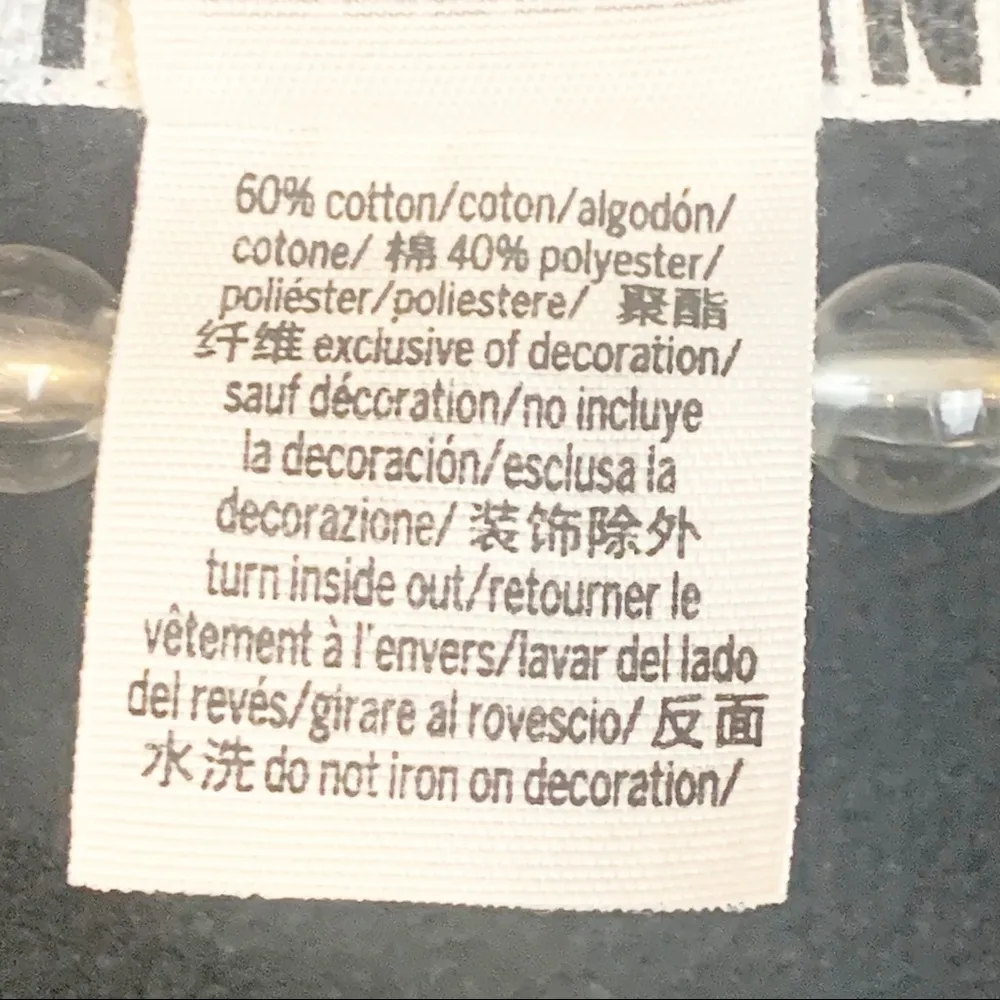 60% cotton/coton/algodón/
cotone/ 棉 40% polyester/
poliéster/poliestere/ 聚酯
纤维 exclusive of decoration/
sauf décoration/no incluye
la decoración/esclusa la
decorazione/ 装饰除外
turn inside out/retourner le
vêtement à l'envers/lavar del lado
del revés/girare al rovescio/ 反面
水洗 do not iron on decoration/